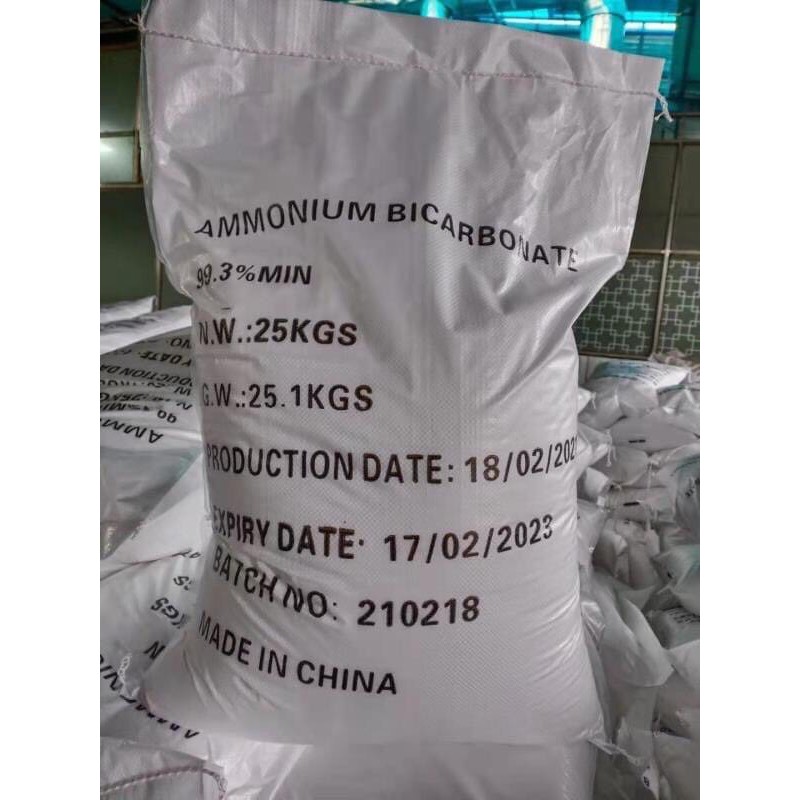 AMMONIUM BICARBONATE
99.3%MIN
N.W.:25KGS
G.W.:25.1KGS
PRODUCTION DATE: 18/02/2021
EXPIRY DATE: 17/02/2023
BATCH NO: 210218
MADE IN CHINA